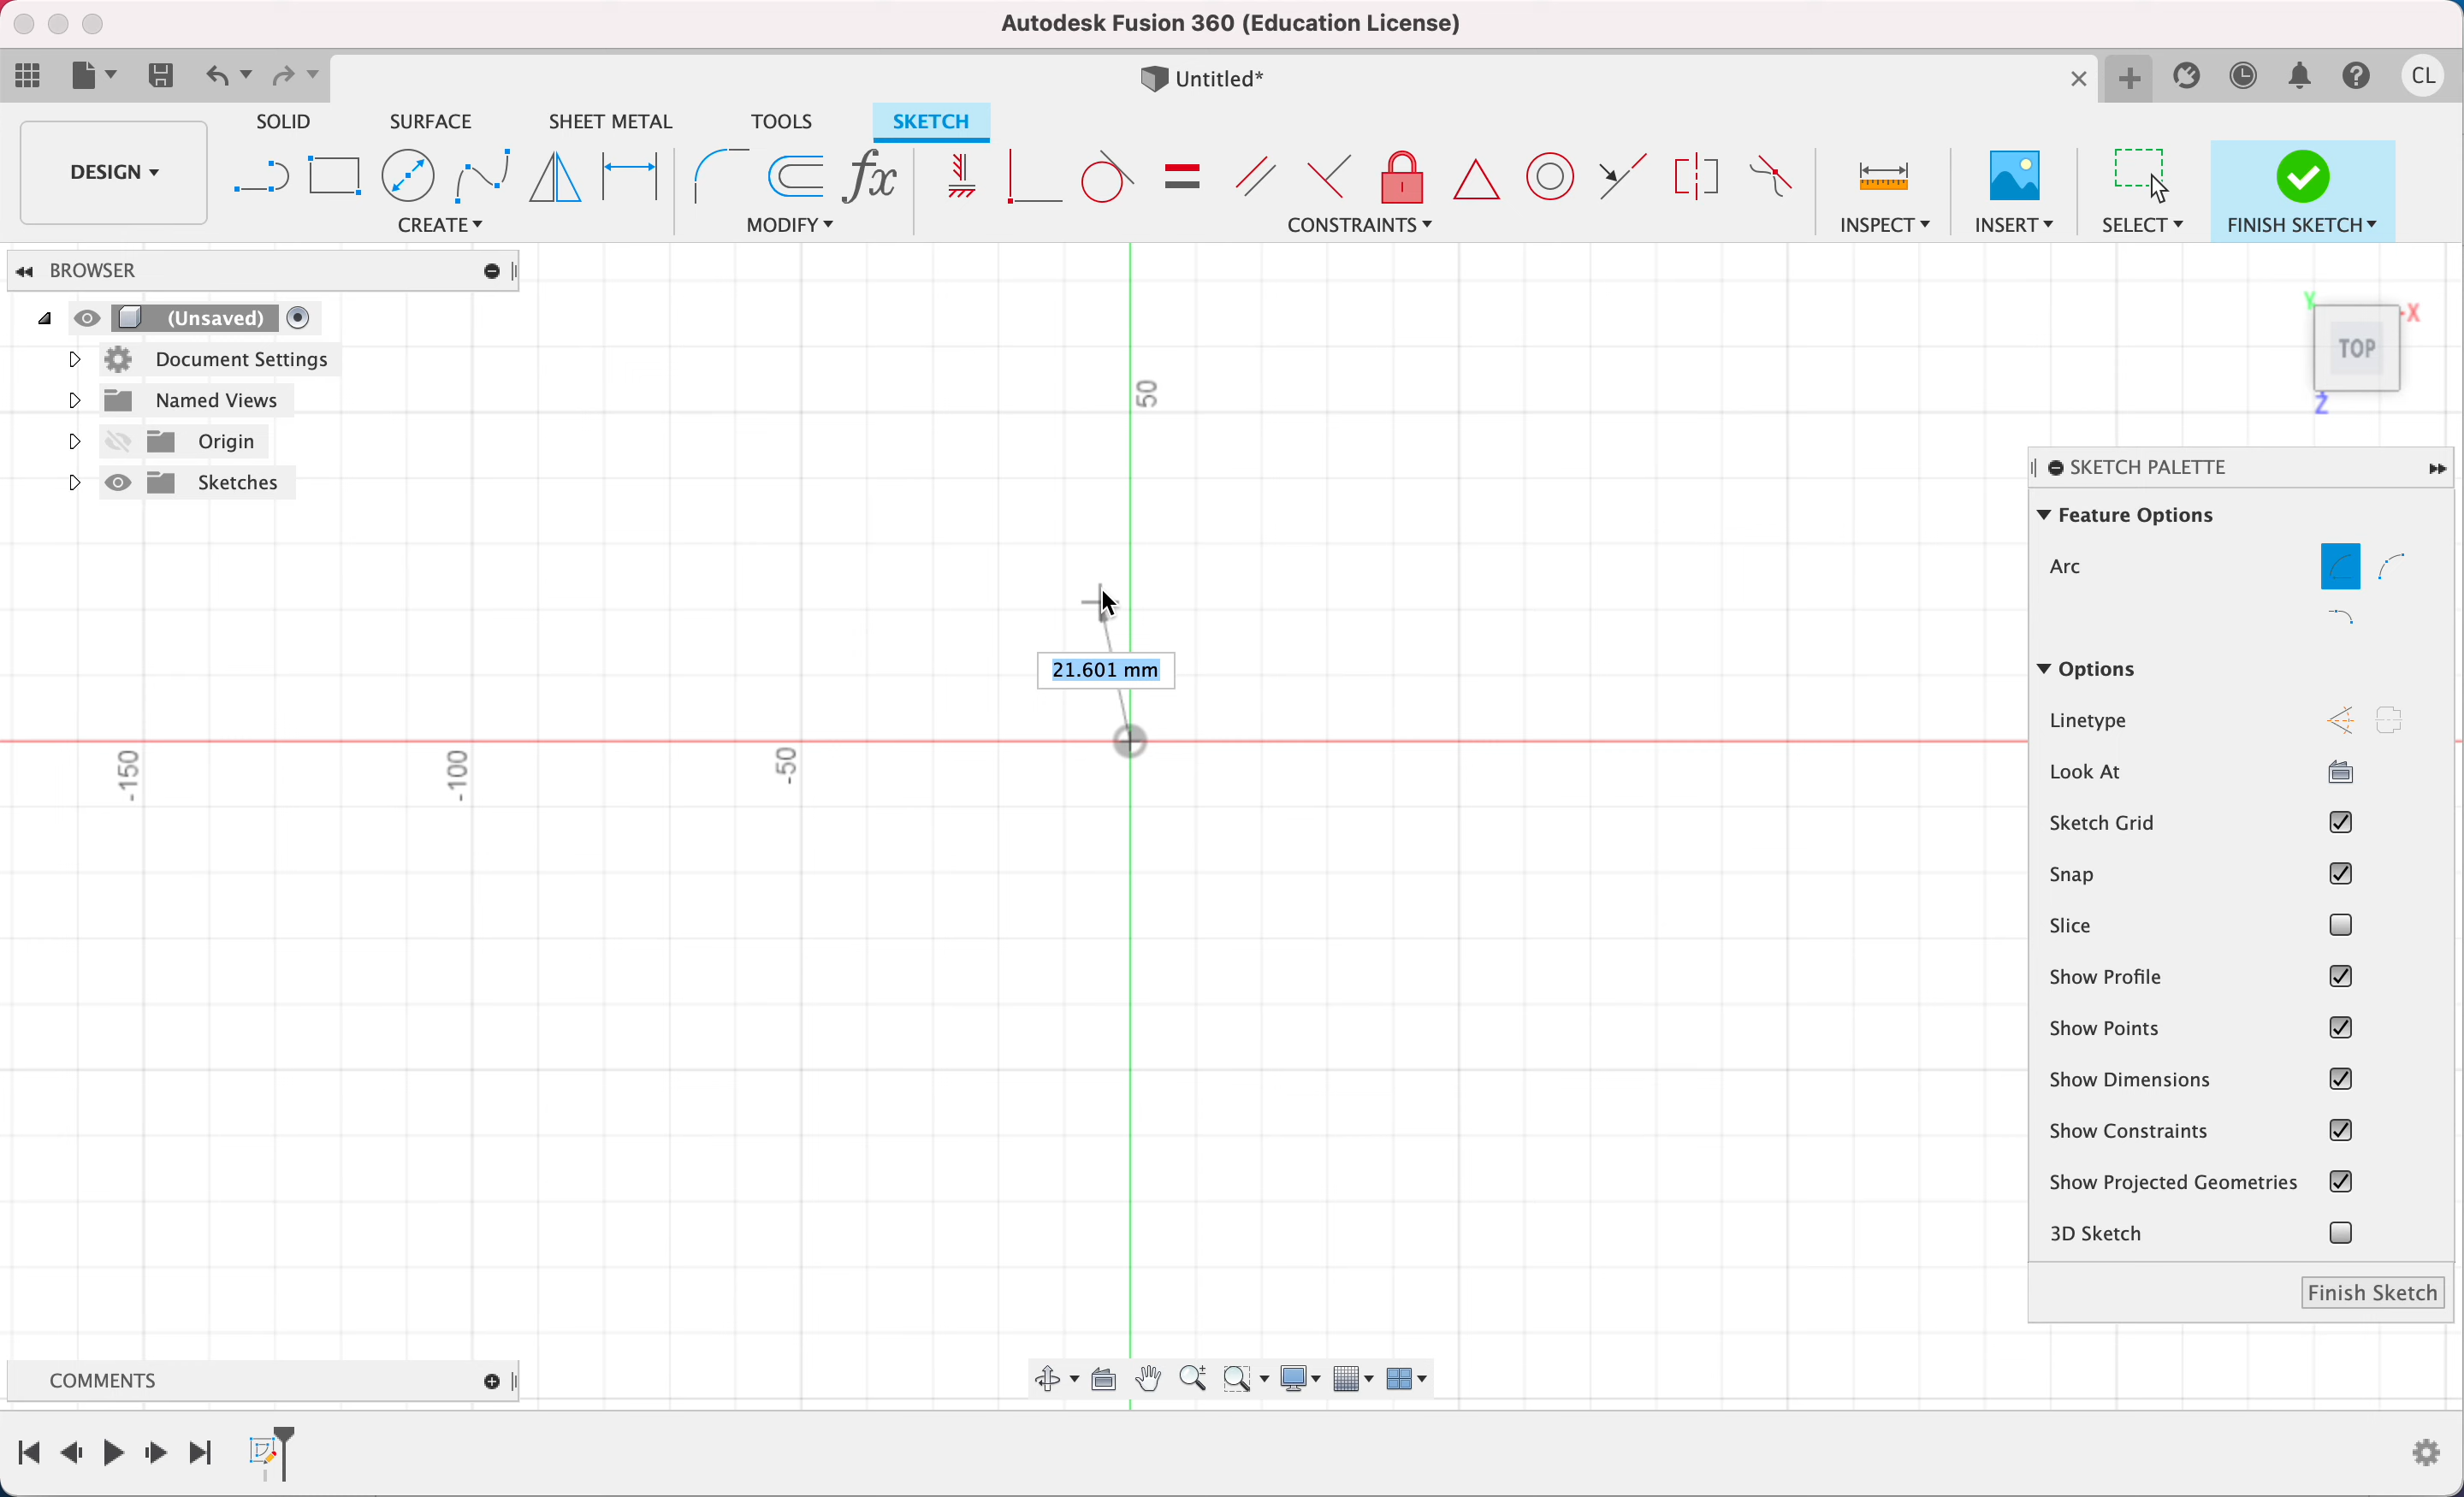 Autodesk Fusion 360 (Education License)
Untitled*
CL
SOLID
SURFACE
SHEET METAL
TOOLS
SKETCH
DESIGN
fx
CREATE
MODIFY
CONSTRAINTS
INSPECT
INSERT
SELECT
FINISH SKETCH
BROWSER
(Unsaved)
Document Settings
Named Views
Origin
Sketches
50
Y
X
TOP
Z
21.601 mm
-150
-100
-50
SKETCH PALETTE
Feature Options
Arc
Options
Linetype
Look At
Sketch Grid
Snap
Slice
Show Profile
Show Points
Show Dimensions
Show Constraints
Show Projected Geometries
3D Sketch
Finish Sketch
COMMENTS